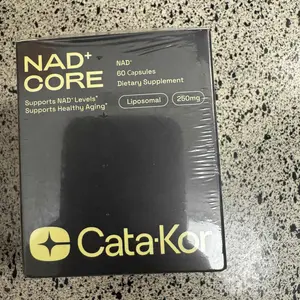 NAD+
CORE
Supports NAD+ Levels*
Supports Healthy Aging*
NAD+
60 Capsules
Dietary Supplement
Liposomal
250mg
Cata-Kor